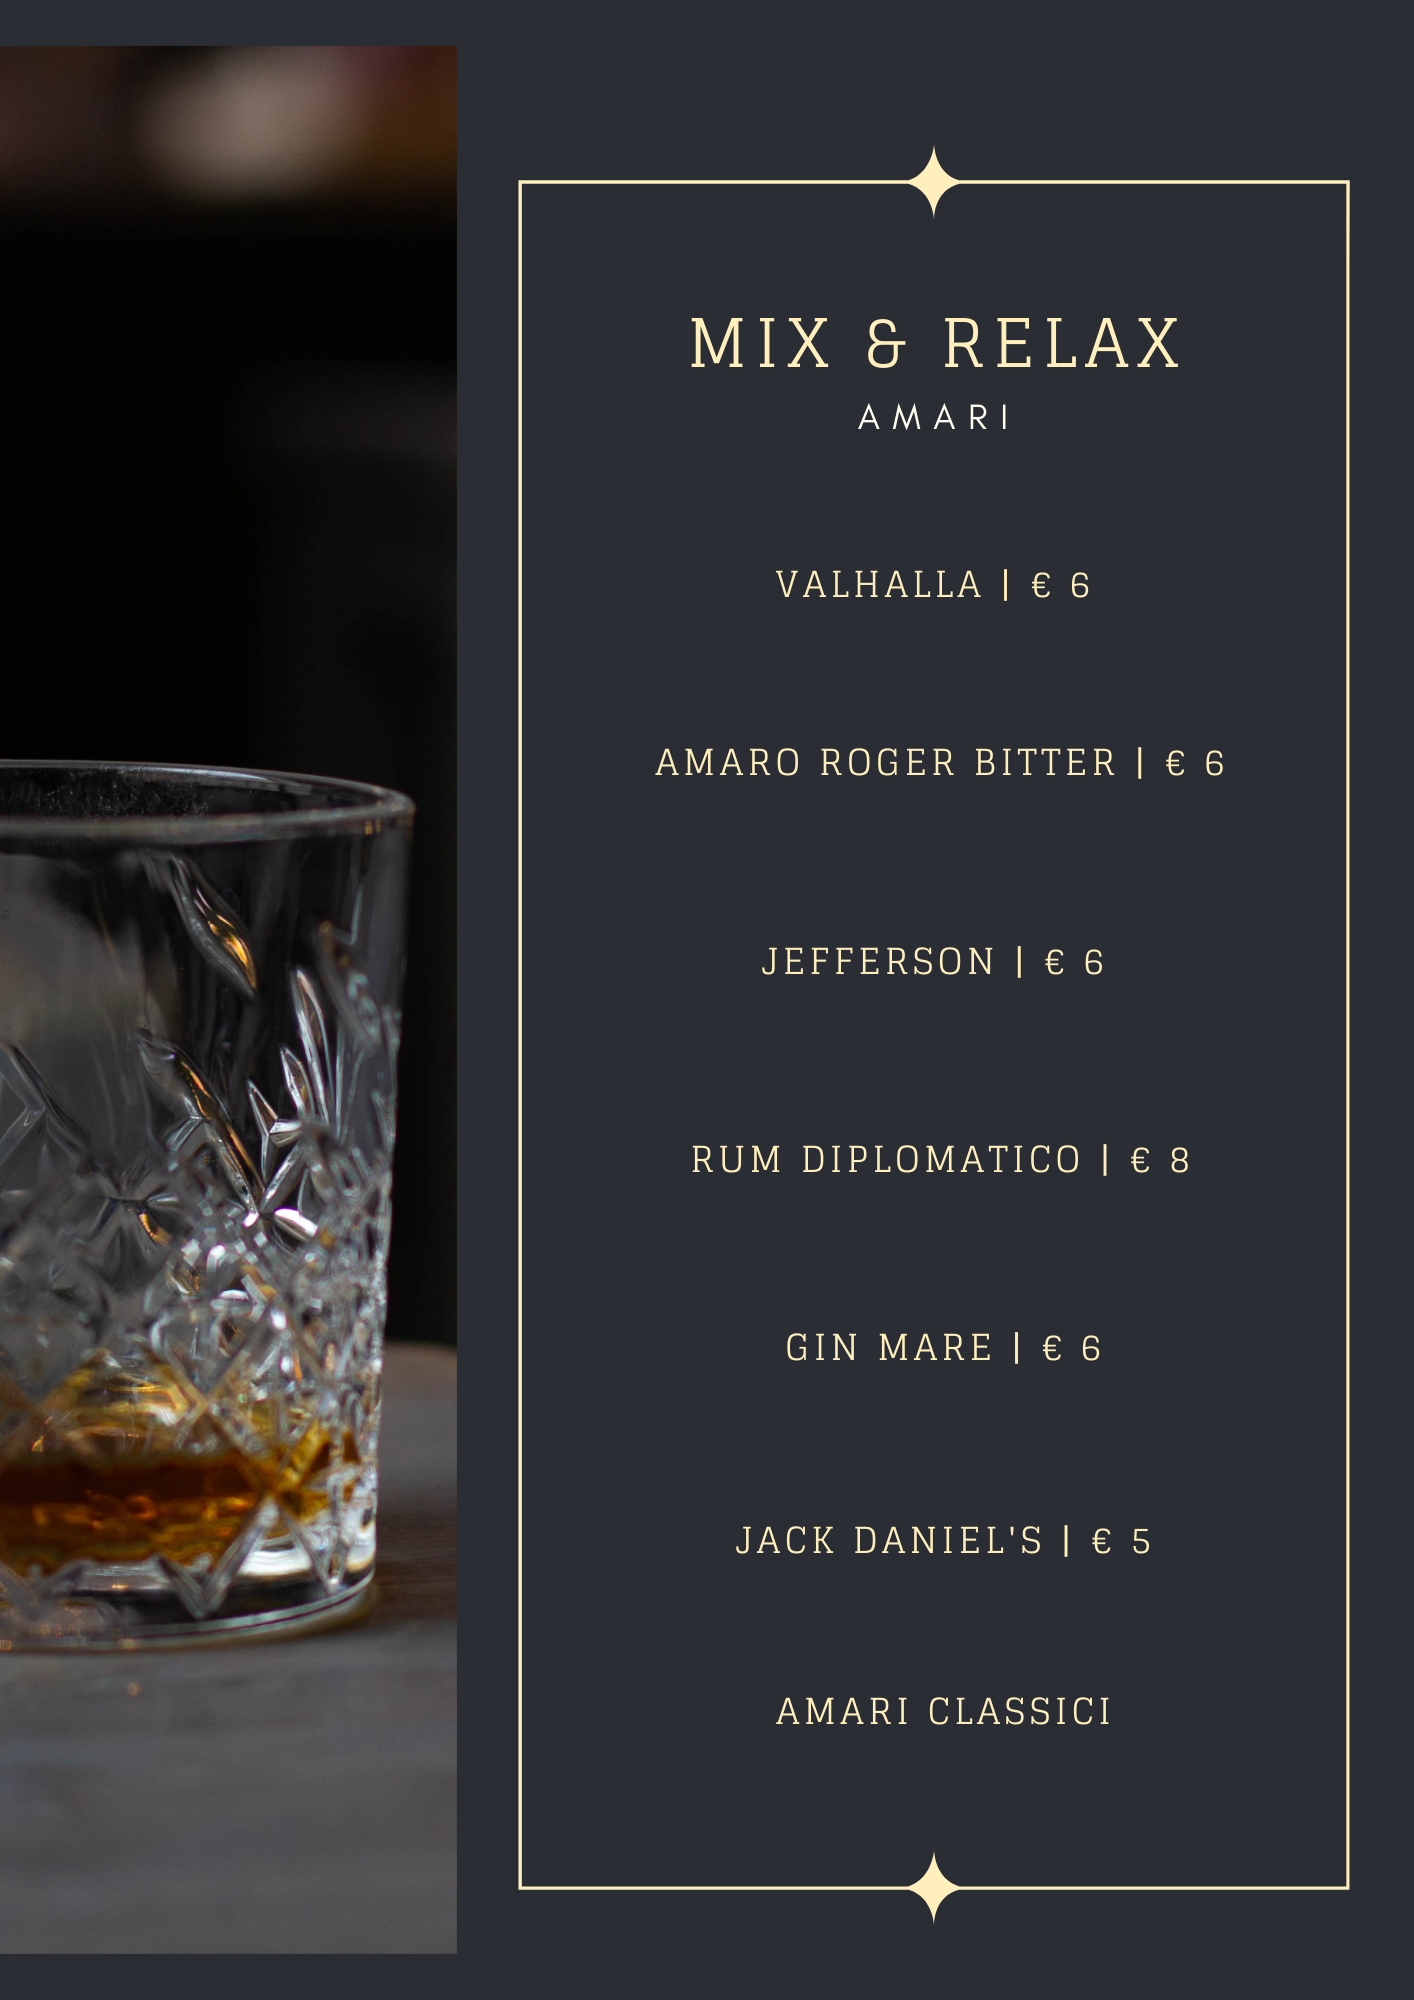 MIX & RELAX
AMARI
VALHALLA | € 6
AMARO ROGER BITTER | € 6
JEFFERSON | € 6
RUM DIPLOMATICO | € 8
GIN MARE | € 6
JACK DANIEL'S | € 5
AMARI CLASSICI